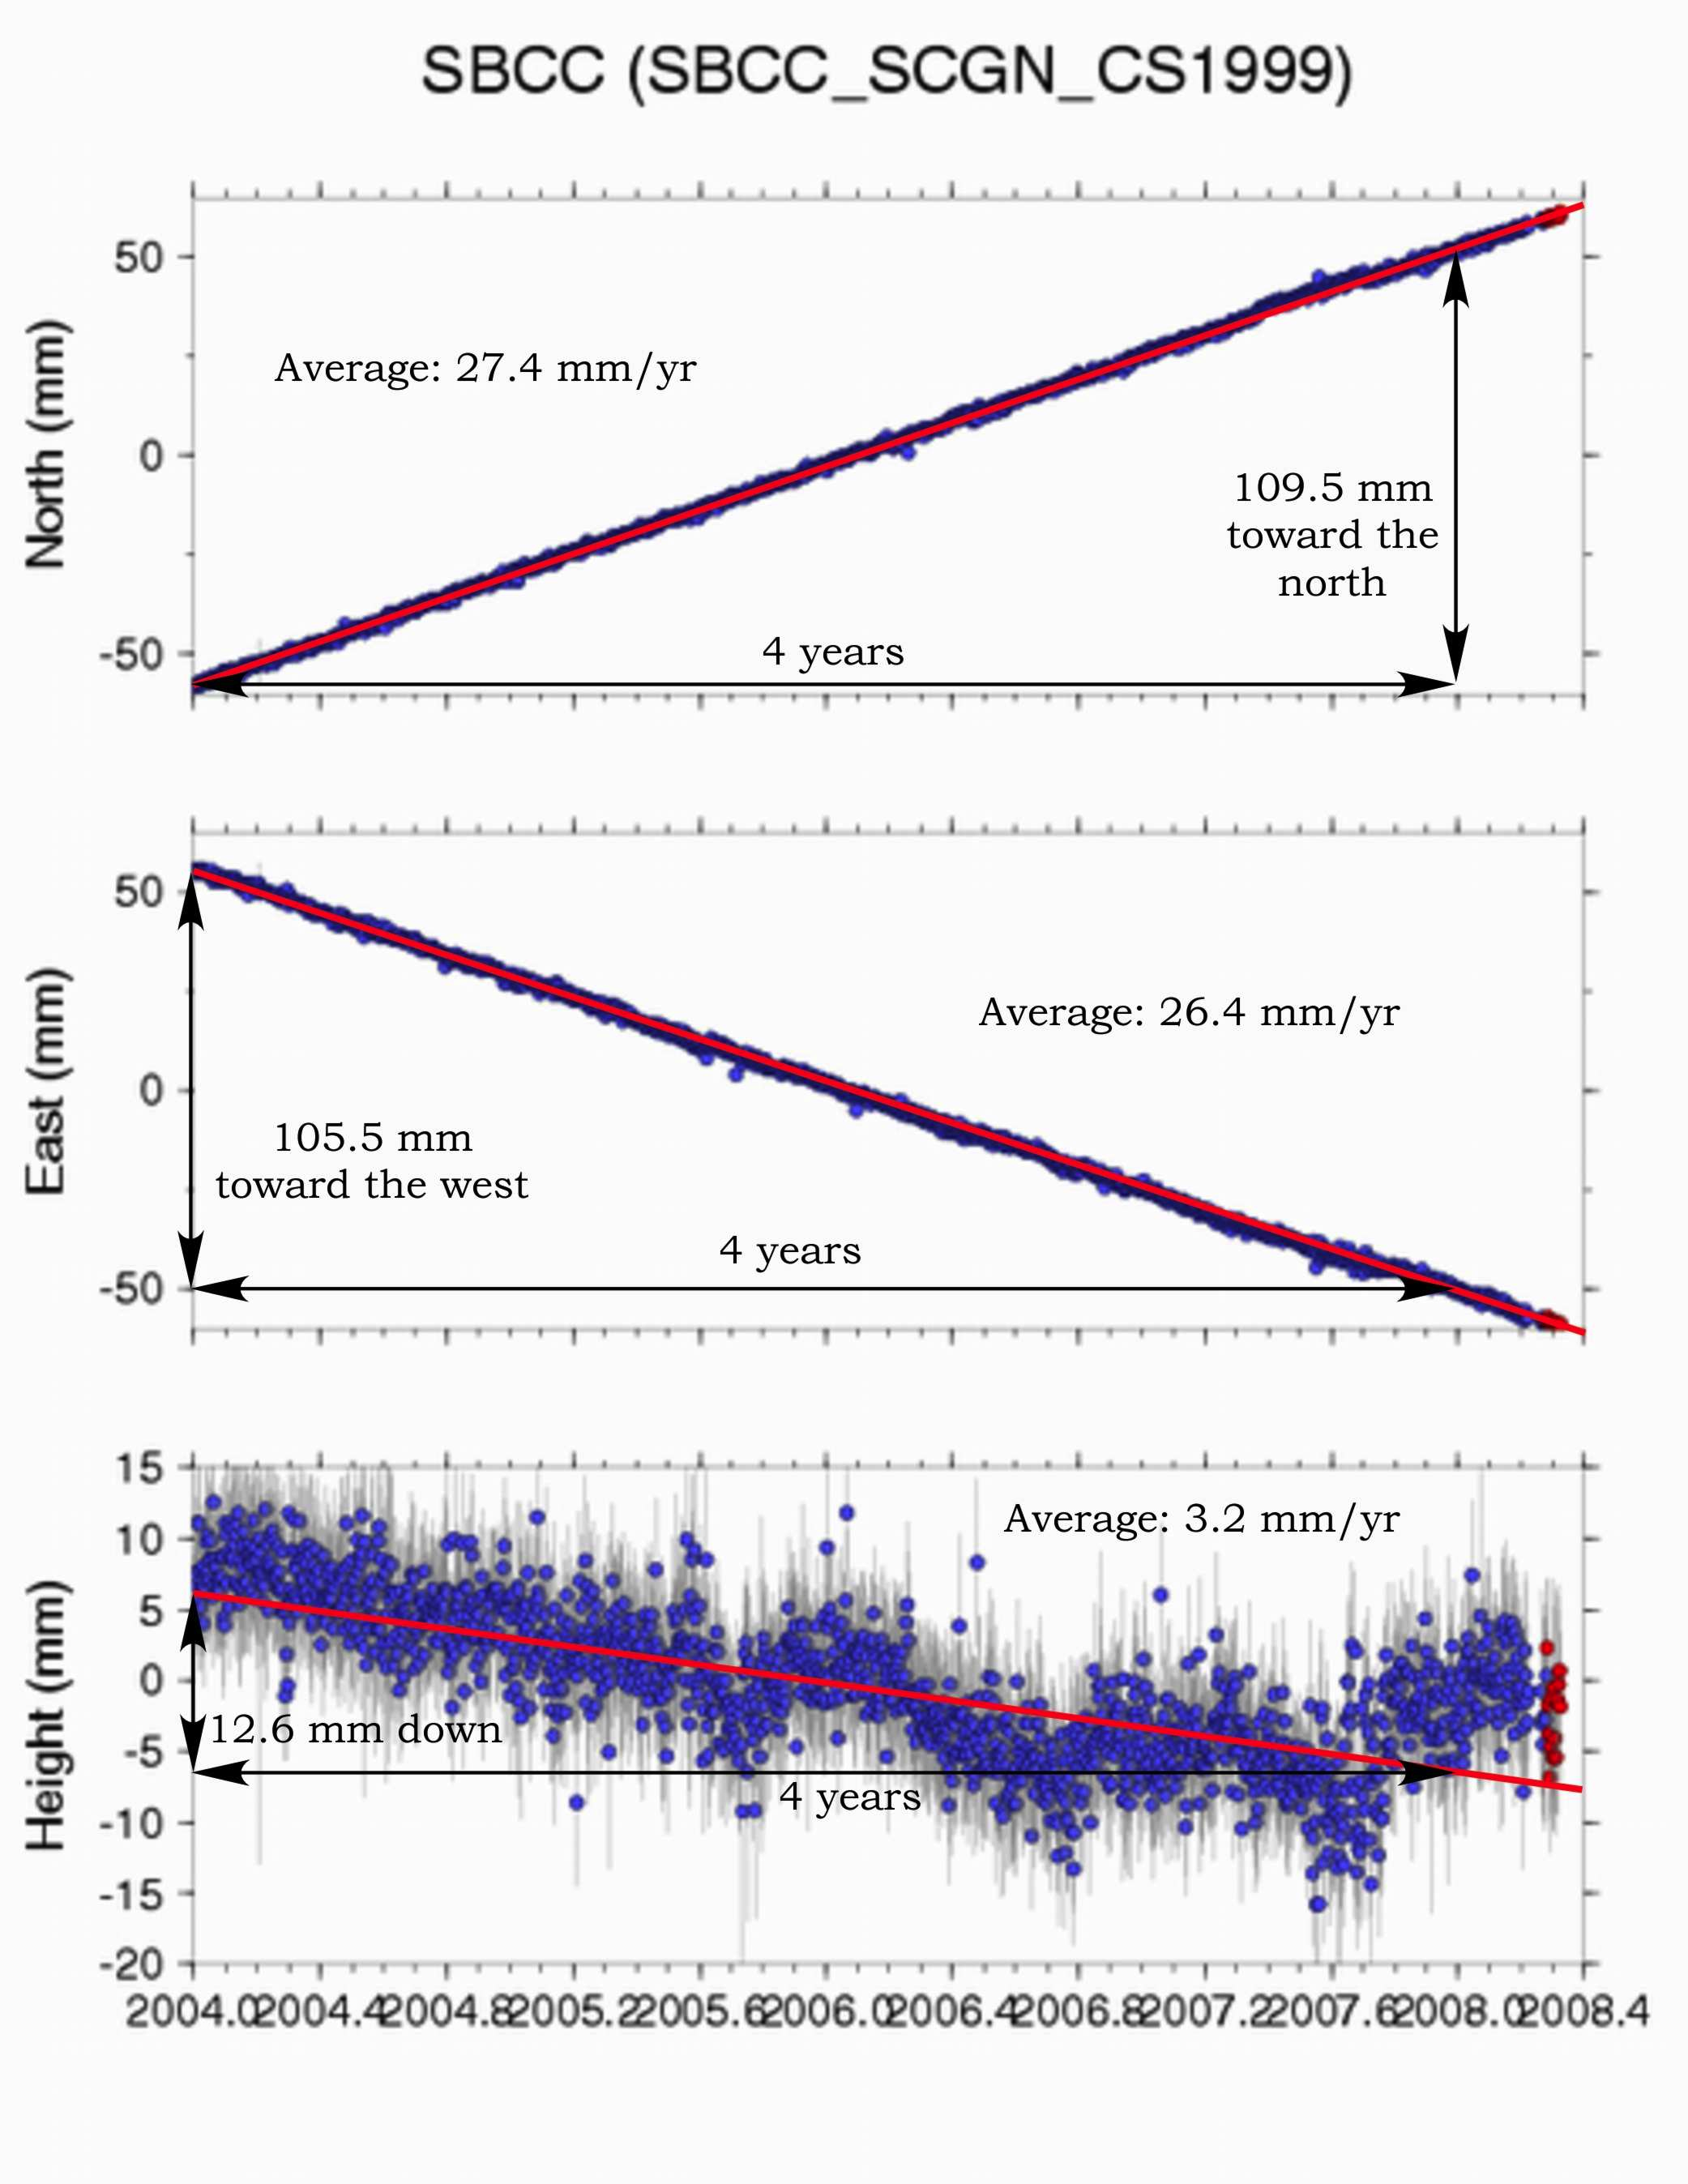 SBCC (SBCC_SCGN_CS1999)
North (mm)
50
0
-50
Average: 27.4 mm/yr
109.5 mm
toward the
north
4 years
East (mm)
50
0
-50
Average: 26.4 mm/yr
105.5 mm
toward the west
4 years
Height (mm)
15
10
5
0
-5
-10
-15
-20
Average: 3.2 mm/yr
12.6 mm down
4 years
2004.0 2004.4 2004.8 2005.2 2005.6 2006.0 2006.4 2006.8 2007.2 2007.6 2008.0 2008.4